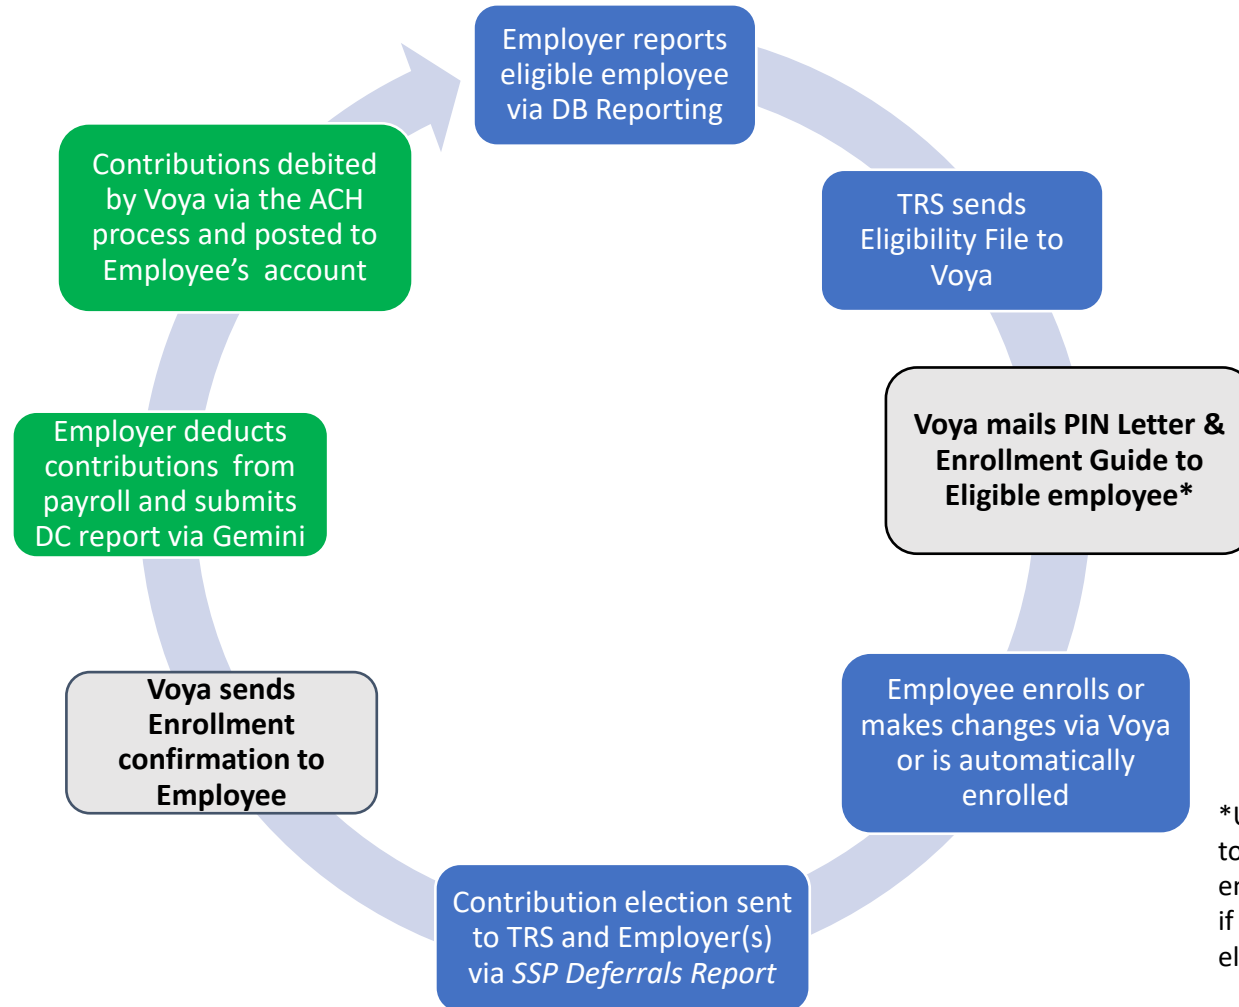 Employer reports
eligible employee
via DB Reporting
TRS sends
Eligibility File to
Voya
Voya mails PIN Letter &
Enrollment Guide to
Eligible employee*
Employee enrolls or
makes changes via Voya
or is automatically
enrolled
Contribution election sent
to TRS and Employer(s)
via SSP Deferrals Report
Voya sends
Enrollment
confirmation to
Employee
Employer deducts
contributions from
payroll and submits
DC report via Gemini
Contributions debited
by Voya via the ACH
process and posted to
Employee's account
if